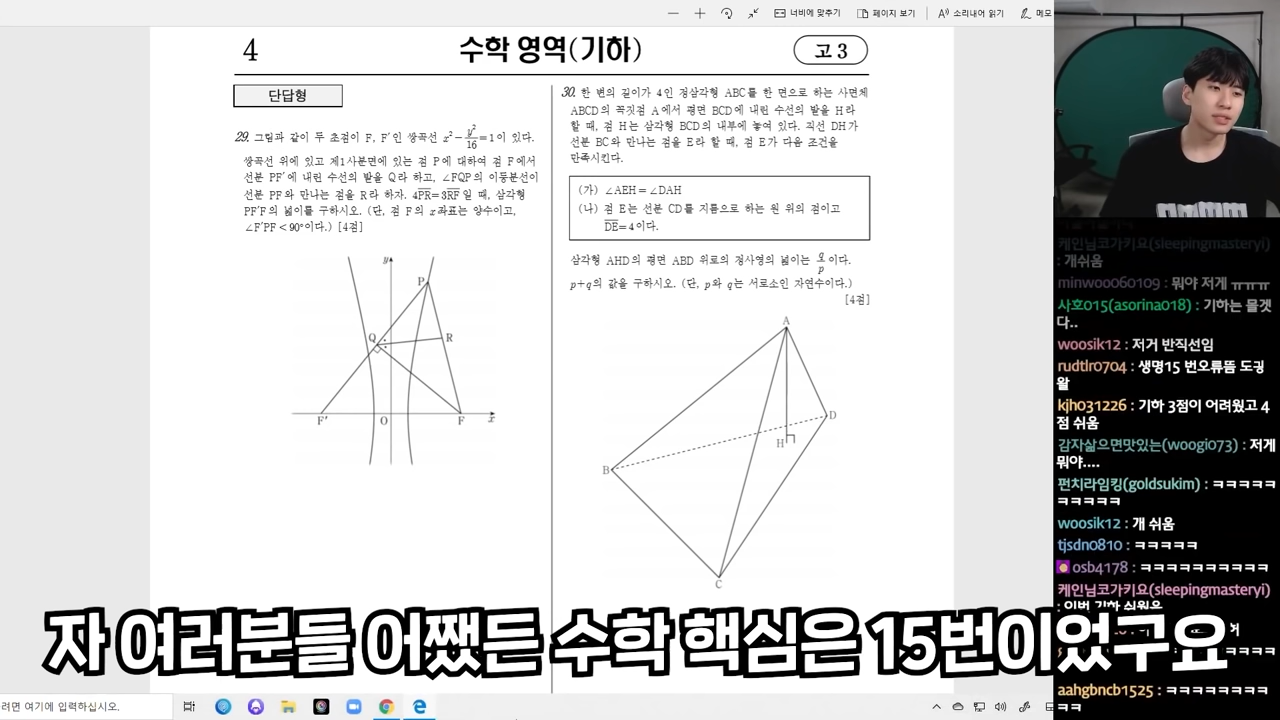 너비에 맞추기
페이지 보기
소리내어 읽기
메모
4
수학 영역(기하)
고 3
단답형
29. 그림과 같이 두 초점이 F, F′인 쌍곡선 x²−y²/16=1이 있다.
쌍곡선 위에 있고 제1사분면에 있는 점 P에 대하여 점 F에서
선분 PF′에 내린 수선의 발을 Q라 하고, ∠FQP의 이등분선이
선분 PF와 만나는 점을 R라 하자. 4PR=3RF일 때, 삼각형
PF′F의 넓이를 구하시오. (단, 점 F의 x좌표는 양수이고,
∠F′PF<90°이다.) [4점]
y
P
Q
R
F′
O
F
x
30. 한 변의 길이가 4인 정삼각형 ABC를 한 면으로 하는 사면체
ABCD의 꼭짓점 A에서 평면 BCD에 내린 수선의 발을 H라
할 때, 점 H는 삼각형 BCD의 내부에 놓여 있다. 직선 DH가
선분 BC와 만나는 점을 E라 할 때, 점 E가 다음 조건을
만족시킨다.
(가) ∠AEH=∠DAH
(나) 점 E는 선분 CD를 지름으로 하는 원 위의 점이고
DE=4이다.
삼각형 AHD의 평면 ABD 위로의 정사영의 넓이는 q/p이다.
p+q의 값을 구하시오. (단, p와 q는 서로소인 자연수이다.)
[4점]
A
D
H
B
C
케인님코가키요(sleepingmasteryi)
: 개쉬움
minwoo060109 : 뭐야 저게 ㅠㅠㅠ
사호015(asorina018) : 기하는 몰겟
다..
woosik12 : 저거 반직선임
rudtlr0704 : 생명15 번오류뜸 도귕
왈
kjh031226 : 기하 3점이 어려웠고 4
점 쉬움
감자삶으면맛있는(woogi073) : 저게
뭐야....
펀치라임킹(goldsukim) : ㅋㅋㅋㅋㅋ
ㅋㅋㅋㅋㅋ
woosik12 : 개 쉬움
tjsdn0810 : ㅋㅋㅋㅋㅋ
osb4178 : ㅋㅋㅋㅋㅋㅋㅋㅋㅋㅋ
케인님코가키요(sleepingmasteryi)
자 여러분들 어쨌든 수학 핵심은 15번이었구요
aahgbncb1525 : ㅋㅋㅋㅋㅋㅋㅋㅋ
ㅋㅋ
려면 여기에 입력하십시오.